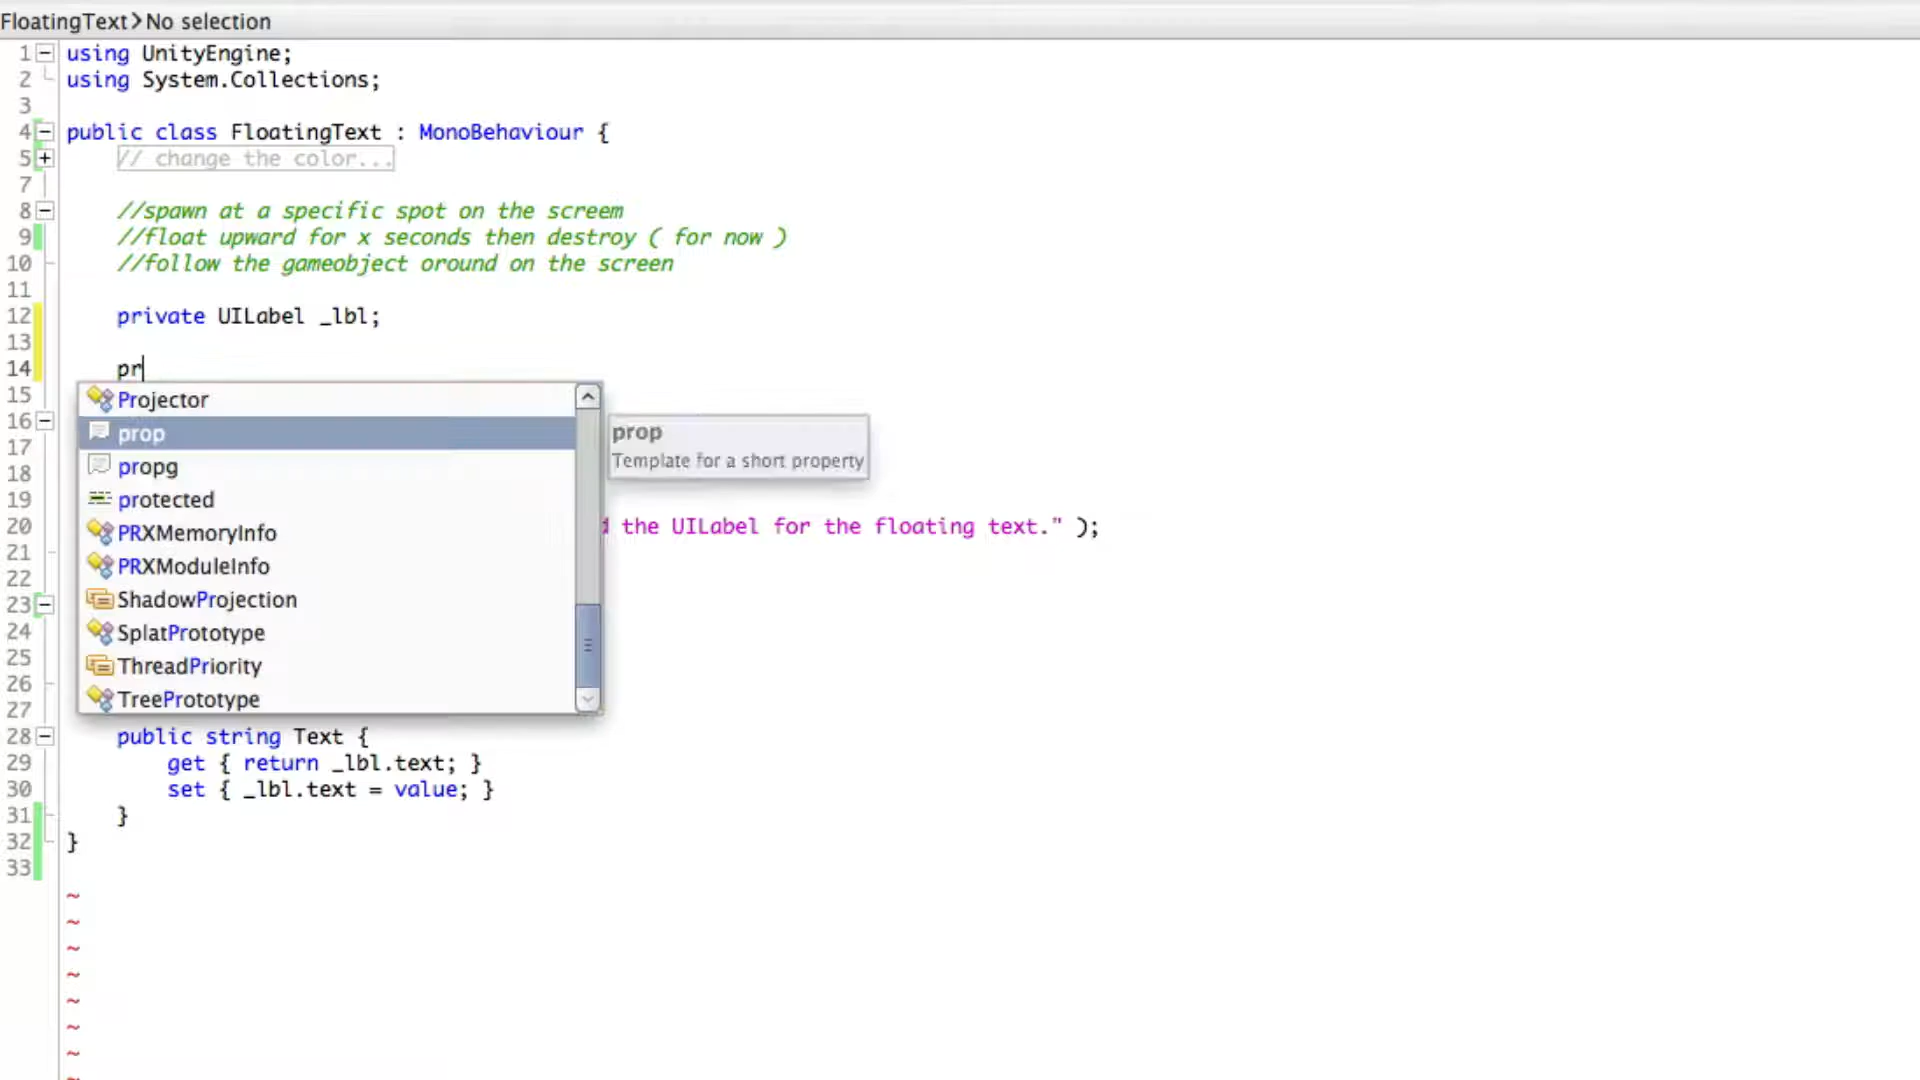 FloatingText>No selection
1 using UnityEngine;
2 using System.Collections;
3
4 public class FloatingText : MonoBehaviour {
5 // change the color...
7
8 //spawn at a specific spot on the screem
9 //float upward for x seconds then destroy ( for now )
10 //follow the gameobject oround on the screen
11
12 private UILabel _lbl;
13
14 pr
15
Projector
16
prop
prop
17
Template for a short property
propg
18
19 protected
20 the UILabel for the floating text." );
PRXMemoryInfo
21
PRXModuleInfo
22
23 ShadowProjection
24 SplatPrototype
25
ThreadPriority
26
TreePrototype
27
28 public string Text {
29 get { return _lbl.text; }
30 set { _lbl.text = value; }
31 }
32 }
33
~
~
~
~
~
~
~